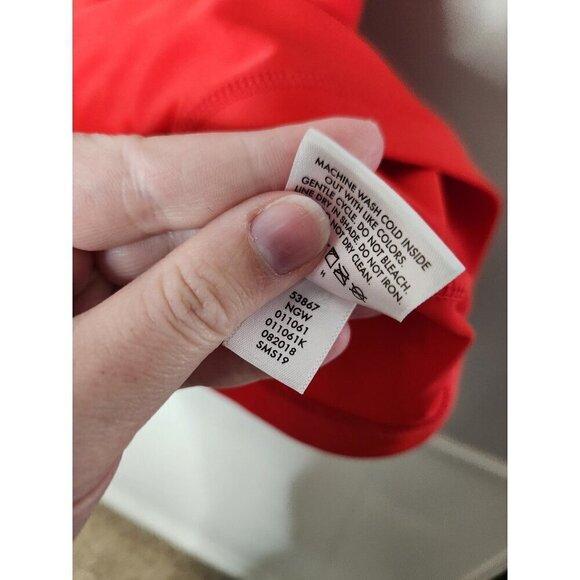 MACHINE WASH COLD INSIDE
OUT WITH LIKE COLORS.
GENTLE CYCLE. DO NOT BLEACH.
LINE DRY IN SHADE. DO NOT IRON.
NOT DRY CLEAN.
53867
NGW
011061
011061K
082018
SMS19